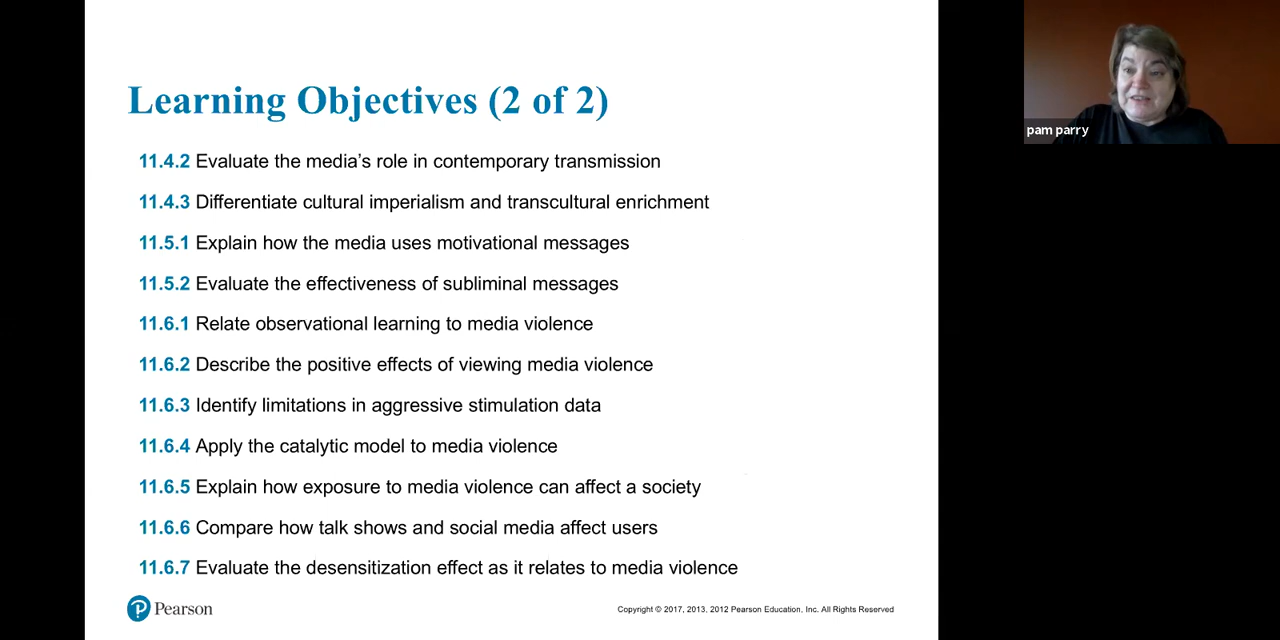 Learning Objectives (2 of 2)
11.4.2 Evaluate the media’s role in contemporary transmission
11.4.3 Differentiate cultural imperialism and transcultural enrichment
11.5.1 Explain how the media uses motivational messages
11.5.2 Evaluate the effectiveness of subliminal messages
11.6.1 Relate observational learning to media violence
11.6.2 Describe the positive effects of viewing media violence
11.6.3 Identify limitations in aggressive stimulation data
11.6.4 Apply the catalytic model to media violence
11.6.5 Explain how exposure to media violence can affect a society
11.6.6 Compare how talk shows and social media affect users
11.6.7 Evaluate the desensitization effect as it relates to media violence
Pearson
Copyright © 2017, 2013, 2012 Pearson Education, Inc. All Rights Reserved
pam parry